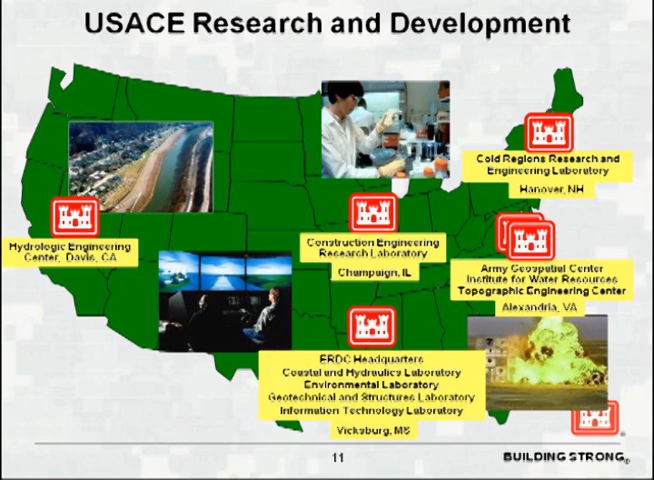 USACE Research and Development
Cold Regions Research and
Engineering Laboratory
Hanover, NH
Hydrologic Engineering
Center, Davis, CA
Construction Engineering
Research Laboratory
Champaign, IL
Army Geospatial Center
Institute for Water Resources
Topographic Engineering Center
Alexandria, VA
ERDC Headquarters
Coastal and Hydraulics Laboratory
Environmental Laboratory
Geotechnical and Structures Laboratory
Information Technology Laboratory
Vicksburg, MS
11
BUILDING STRONG®